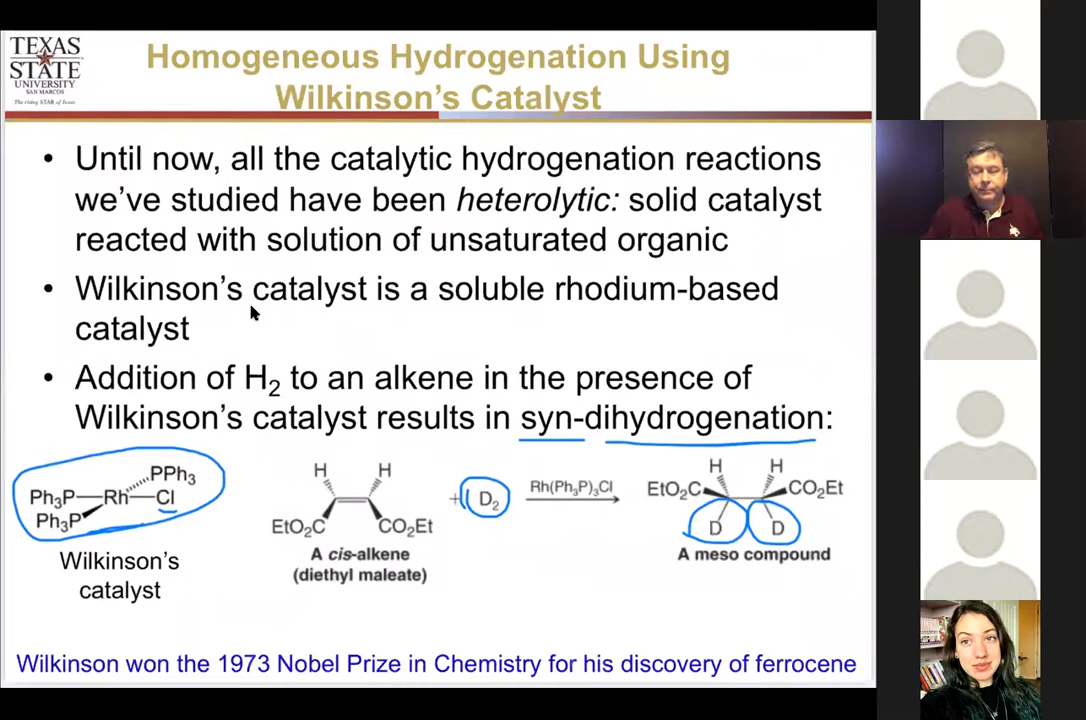 TEXAS
STATE
UNIVERSITY
SAN MARCOS
The rising STAR of Texas
Homogeneous Hydrogenation Using
Wilkinson's Catalyst
• Until now, all the catalytic hydrogenation reactions
we've studied have been heterolytic: solid catalyst
reacted with solution of unsaturated organic
• Wilkinson's catalyst is a soluble rhodium-based
catalyst
• Addition of H2 to an alkene in the presence of
Wilkinson's catalyst results in syn-dihydrogenation:
PPh3
Ph3P—Rh—Cl
Ph3P
Wilkinson's
catalyst
H H
EtO2C CO2Et
A cis-alkene
(diethyl maleate)
+ D2
Rh(Ph3P)3Cl
H H
EtO2C CO2Et
D D
A meso compound
Wilkinson won the 1973 Nobel Prize in Chemistry for his discovery of ferrocene